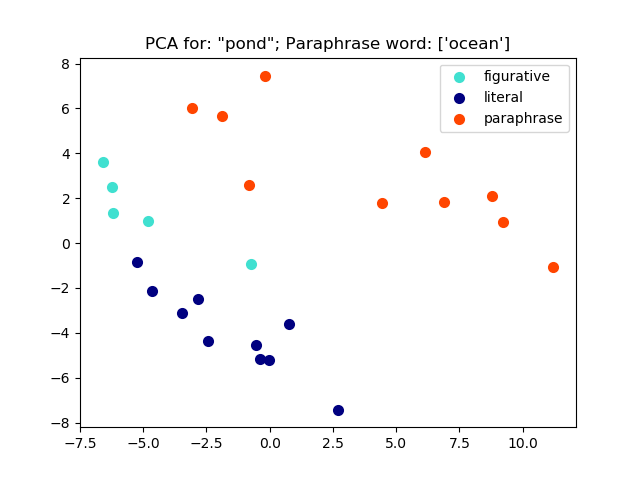 PCA for: "pond"; Paraphrase word: ['ocean']
figurative
literal
paraphrase
8
6
4
2
0
−2
−4
−6
−8
−7.5 −5.0 −2.5 0.0 2.5 5.0 7.5 10.0